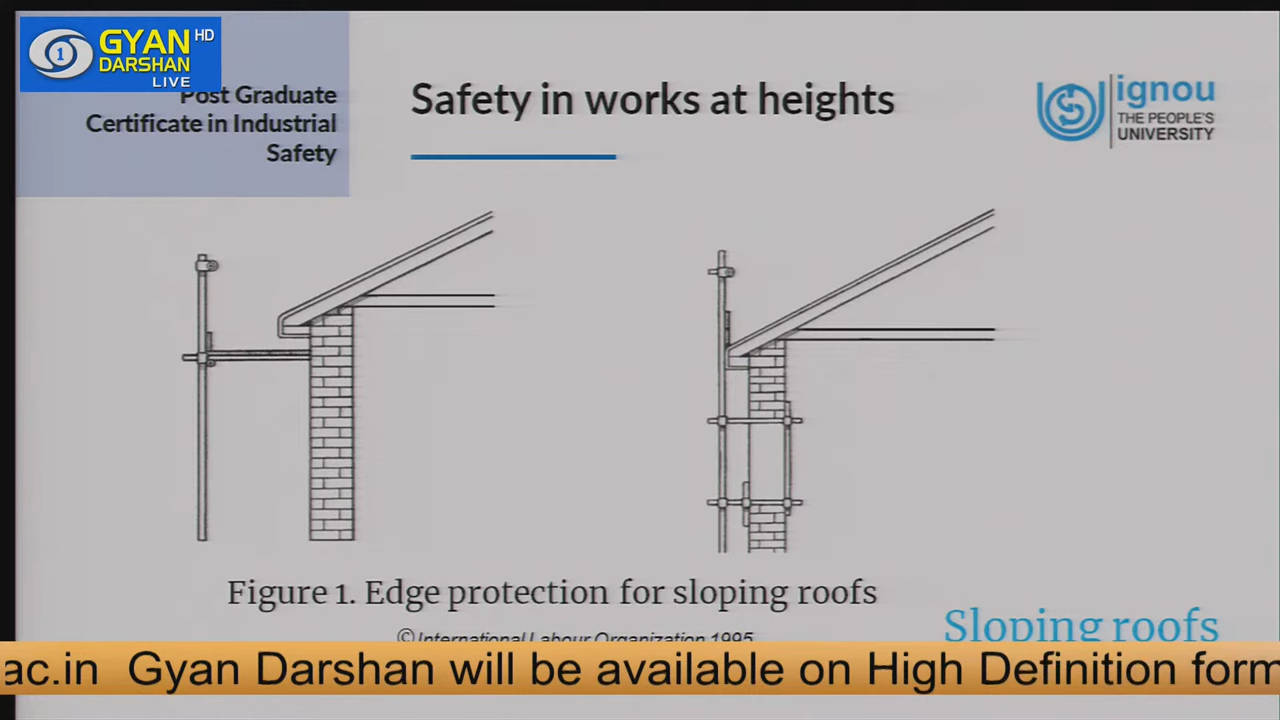 GYAN HD
DARSHAN
1
LIVE
Post Graduate
Certificate in Industrial
Safety
Safety in works at heights
ignou
THE PEOPLE'S
UNIVERSITY
Figure 1. Edge protection for sloping roofs
© International Labour Organization 1995
Sloping roofs
ac.in Gyan Darshan will be available on High Definition form